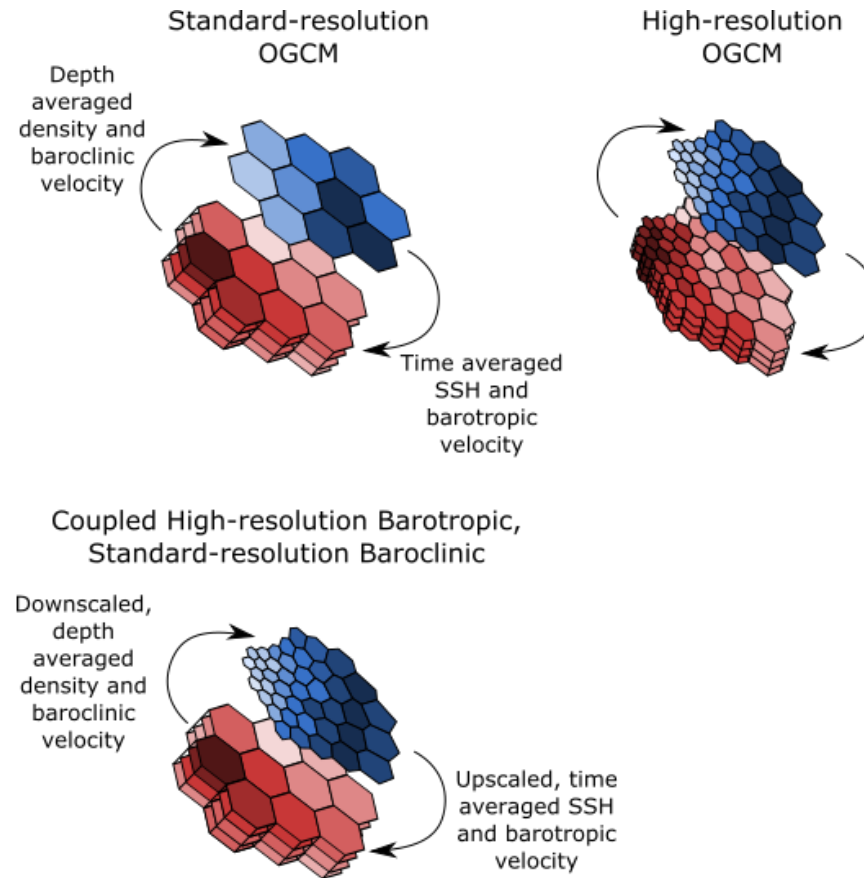 Standard-resolution
OGCM
High-resolution
OGCM
Depth
averaged
density and
baroclinic
velocity
Time averaged
SSH and
barotropic
velocity
Coupled High-resolution Barotropic,
Standard-resolution Baroclinic
Downscaled,
depth
averaged
density and
baroclinic
velocity
Upscaled, time
averaged SSH
and barotropic
velocity